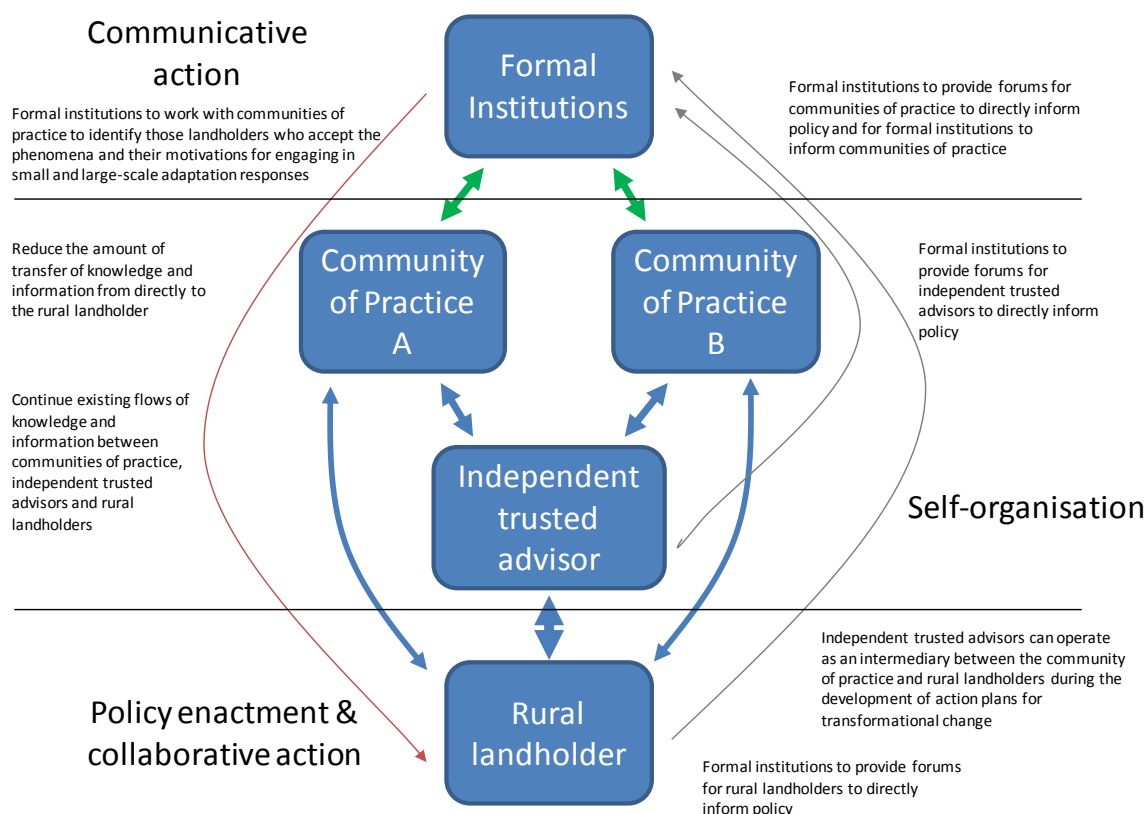 Communicative
action
Formal institutions to work with communities of
practice to identify those landholders who accept the
phenomena and their motivations for engaging in
small and large-scale adaptation responses
Formal
Institutions
Formal institutions to provide forums for
communities of practice to directly inform
policy and for formal institutions to
inform communities of practice
Reduce the amount of
transfer of knowledge and
information from directly to
the rural landholder
Community
of Practice
A
Community
of Practice
B
Formal institutions to
provide forums for
independent trusted
advisors to directly inform
policy
Continue existing flows of
knowledge and
information between
communities of practice,
independent trusted
advisors and rural
landholders
Independent
trusted
advisor
Self-organisation
Policy enactment &
collaborative action
Rural
landholder
Independent trusted advisors can operate
as an intermediary between the community
of practice and rural landholders during the
development of action plans for
transformational change
Formal institutions to provide forums
for rural landholders to directly
inform policy